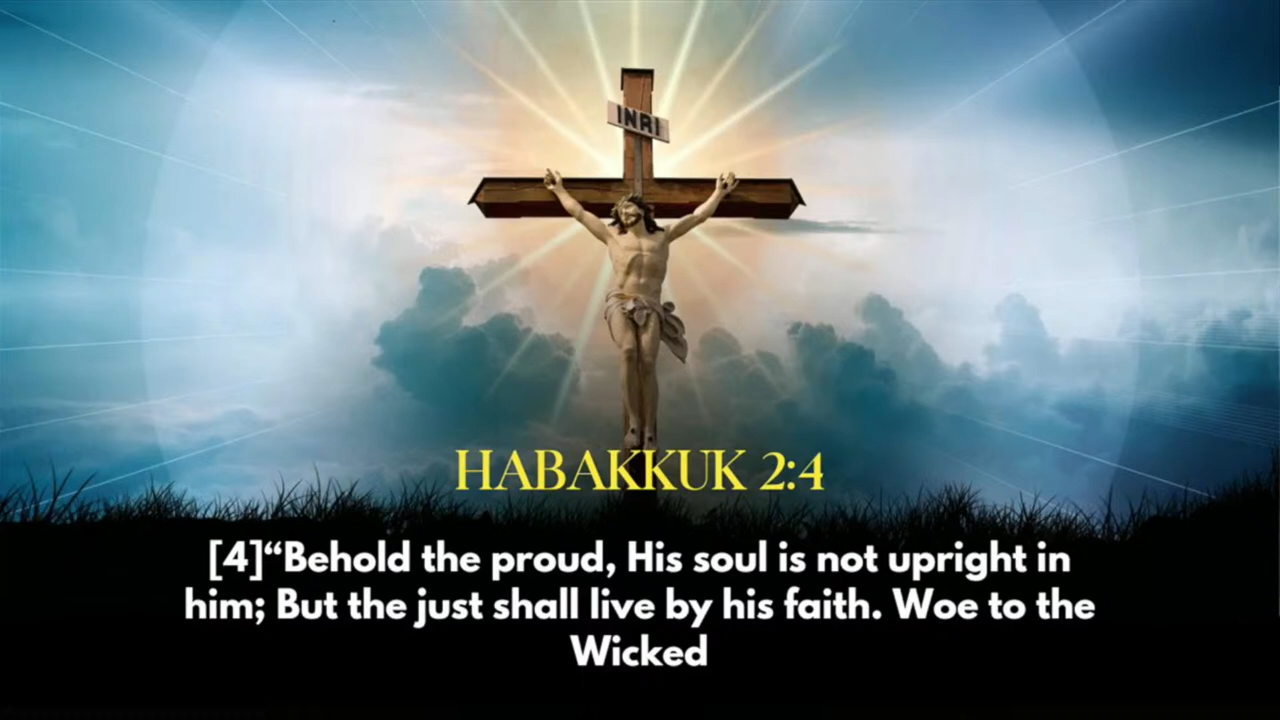 INRI
HABAKKUK 2:4
[4]“Behold the proud, His soul is not upright in
him; But the just shall live by his faith. Woe to the
Wicked